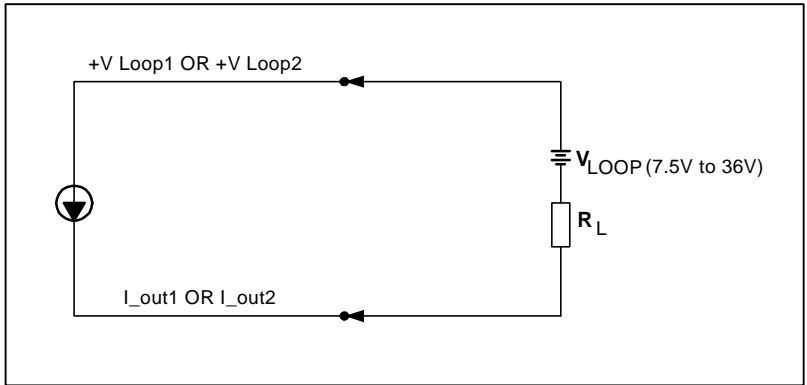 +V Loop1 OR +V Loop2
VLOOP (7.5V to 36V)
RL
I_out1 OR I_out2